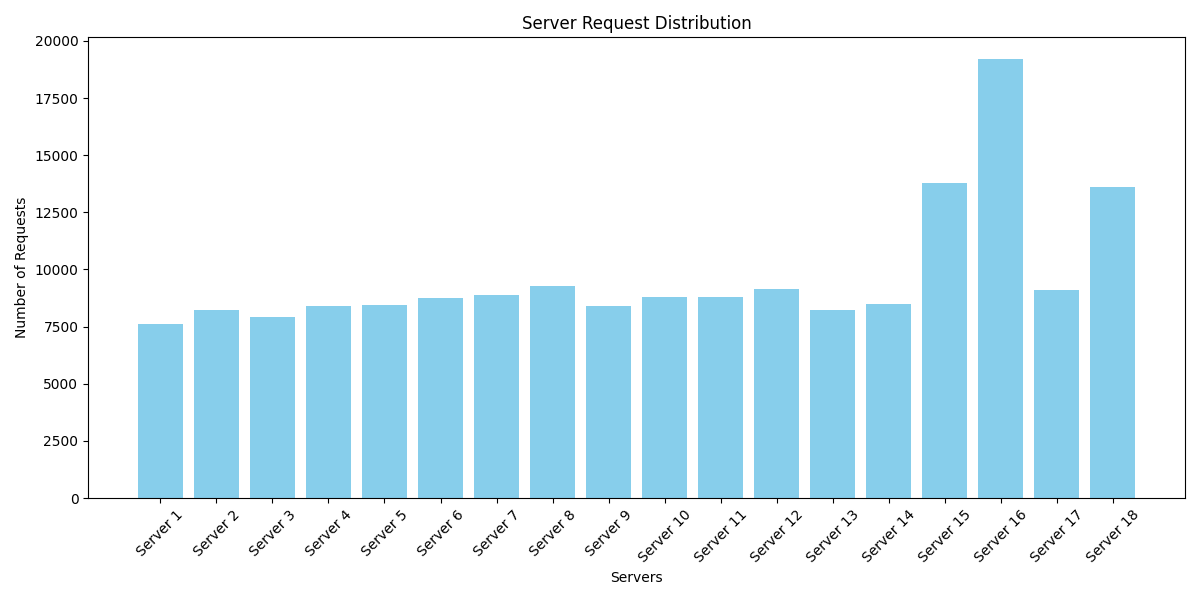 Server Request Distribution
Number of Requests
20000
17500
15000
12500
10000
7500
5000
2500
0
Server 1
Server 2
Server 3
Server 4
Server 5
Server 6
Server 7
Server 8
Server 9
Server 10
Server 11
Server 12
Server 13
Server 14
Server 15
Server 16
Server 17
Server 18
Servers